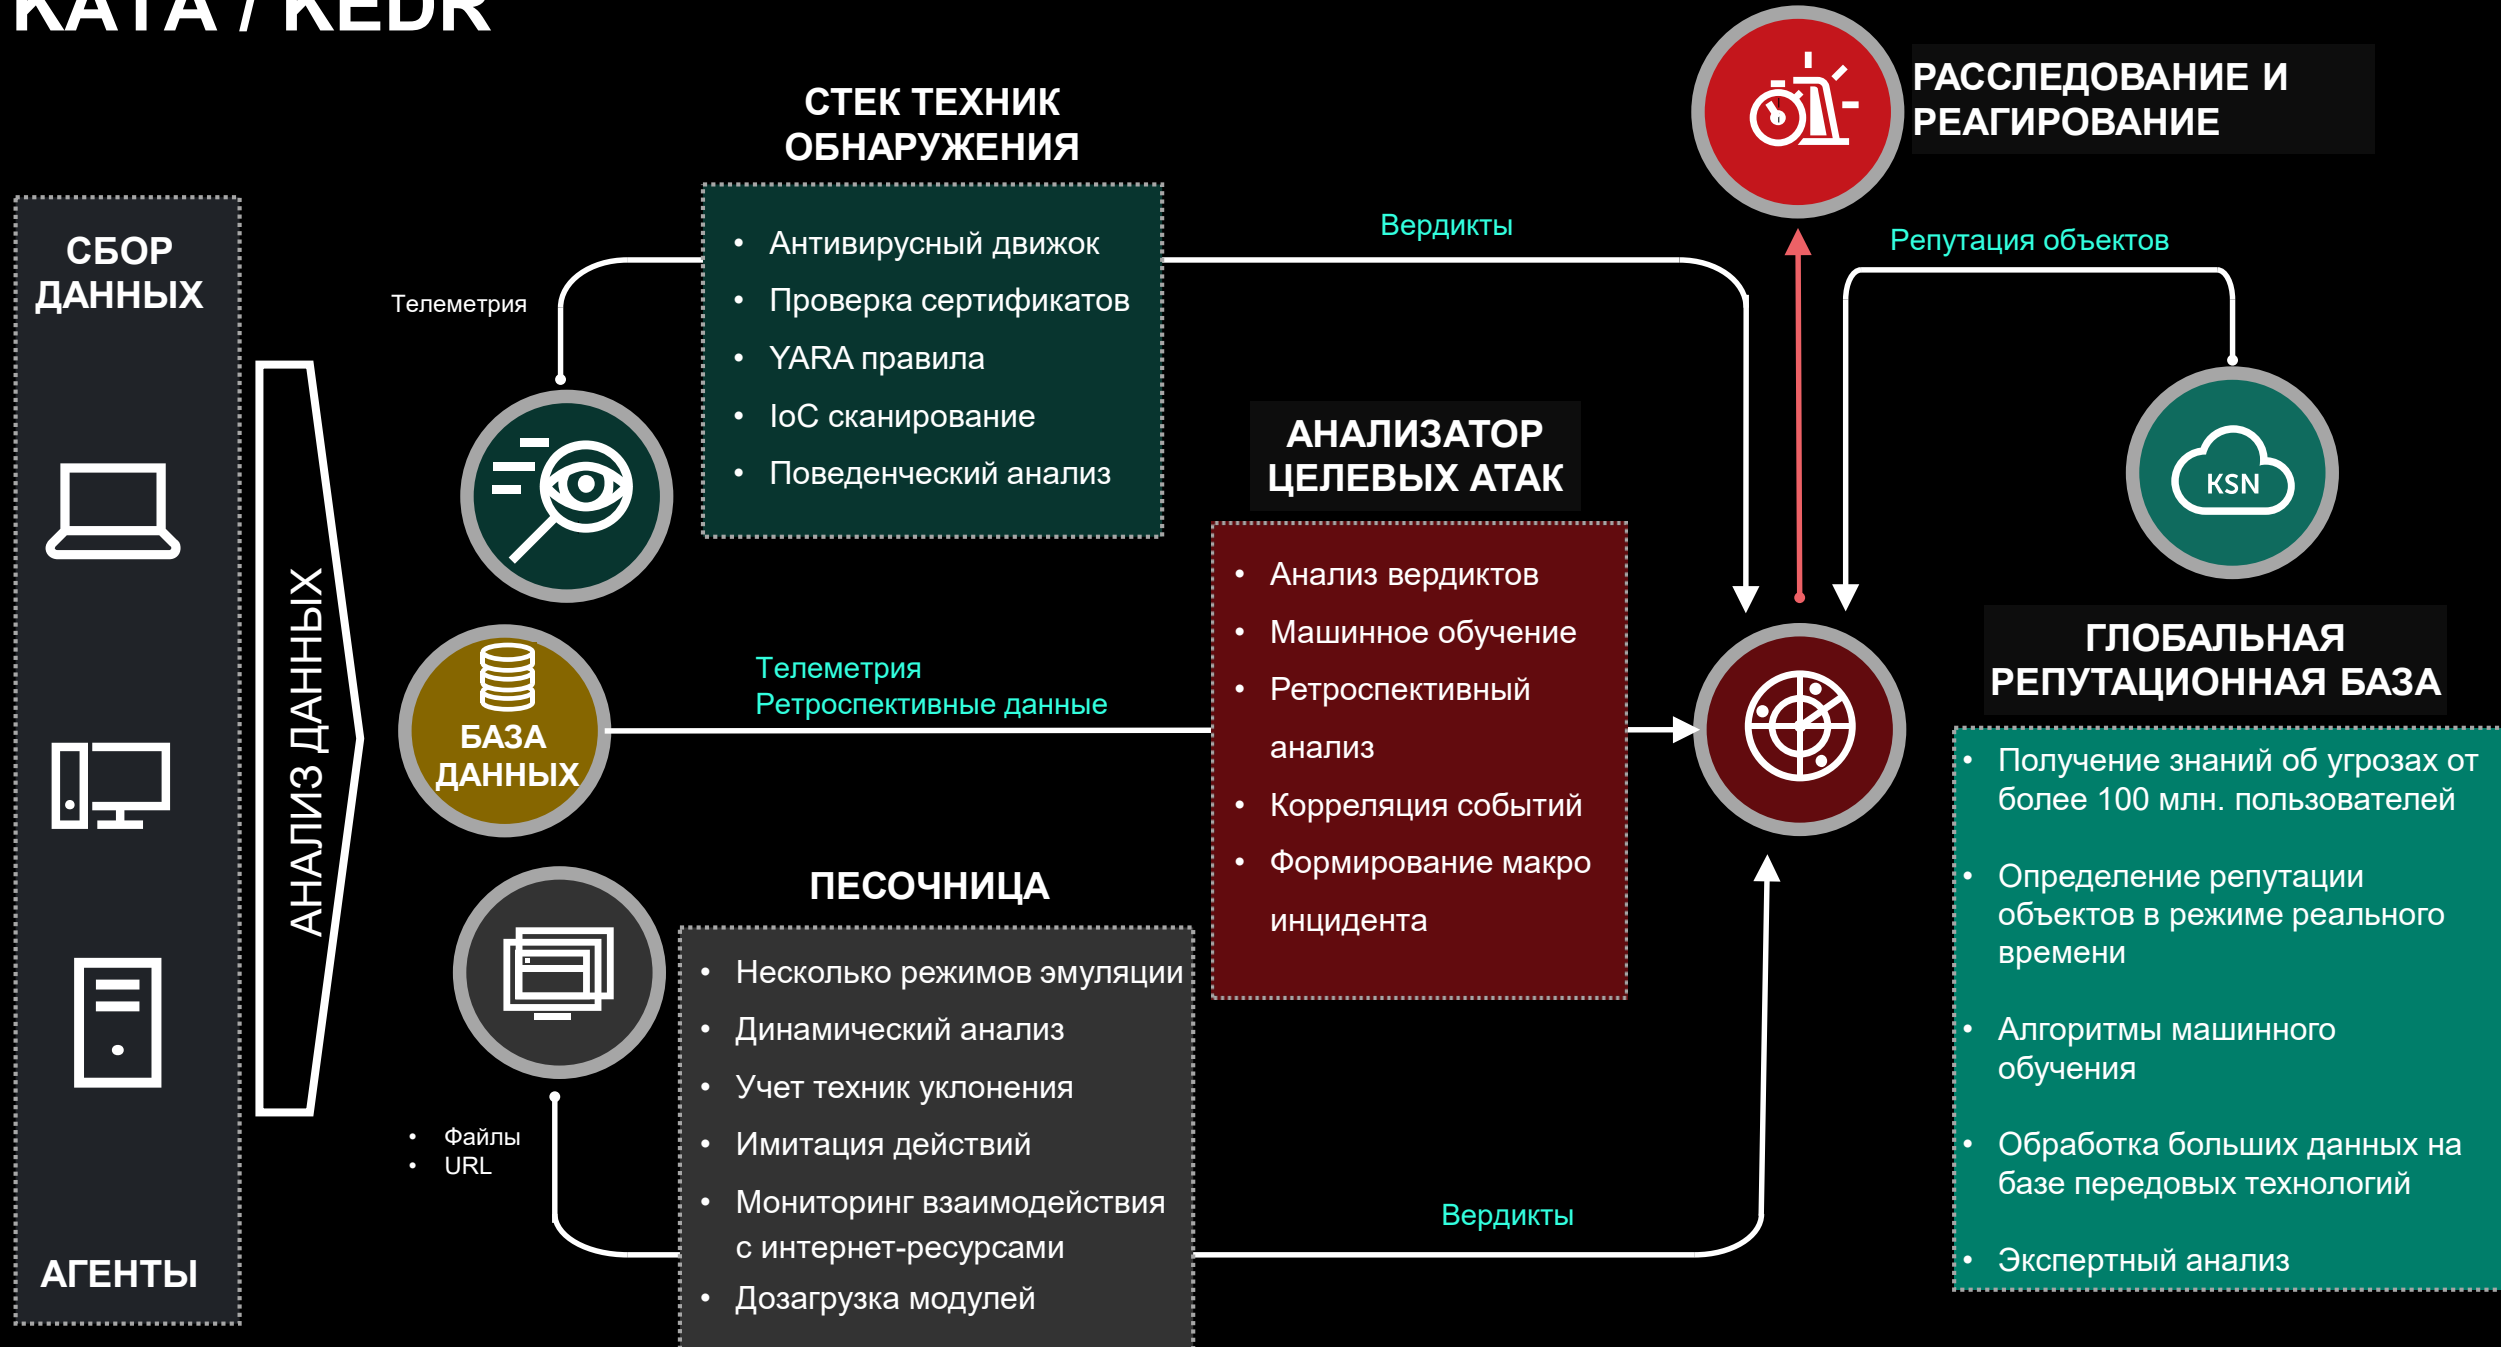 KATA / KEDR
СБОР
ДАННЫХ
АГЕНТЫ
АНАЛИЗ ДАННЫХ
СТЕК ТЕХНИК
ОБНАРУЖЕНИЯ
Телеметрия
• Антивирусный движок
• Проверка сертификатов
• YARA правила
• IoC сканирование
• Поведенческий анализ
Вердикты
БАЗА
ДАННЫХ
Телеметрия
Ретроспективные данные
ПЕСОЧНИЦА
• Файлы
• URL
• Несколько режимов эмуляции
• Динамический анализ
• Учет техник уклонения
• Имитация действий
• Мониторинг взаимодействия
с интернет-ресурсами
• Дозагрузка модулей
Вердикты
АНАЛИЗАТОР
ЦЕЛЕВЫХ АТАК
• Анализ вердиктов
• Машинное обучение
• Ретроспективный
анализ
• Корреляция событий
• Формирование макро
инцидента
РАССЛЕДОВАНИЕ И
РЕАГИРОВАНИЕ
Репутация объектов
KSN
ГЛОБАЛЬНАЯ
РЕПУТАЦИОННАЯ БАЗА
• Получение знаний об угрозах от
более 100 млн. пользователей
• Определение репутации
объектов в режиме реального
времени
• Алгоритмы машинного
обучения
• Обработка больших данных на
базе передовых технологий
• Экспертный анализ